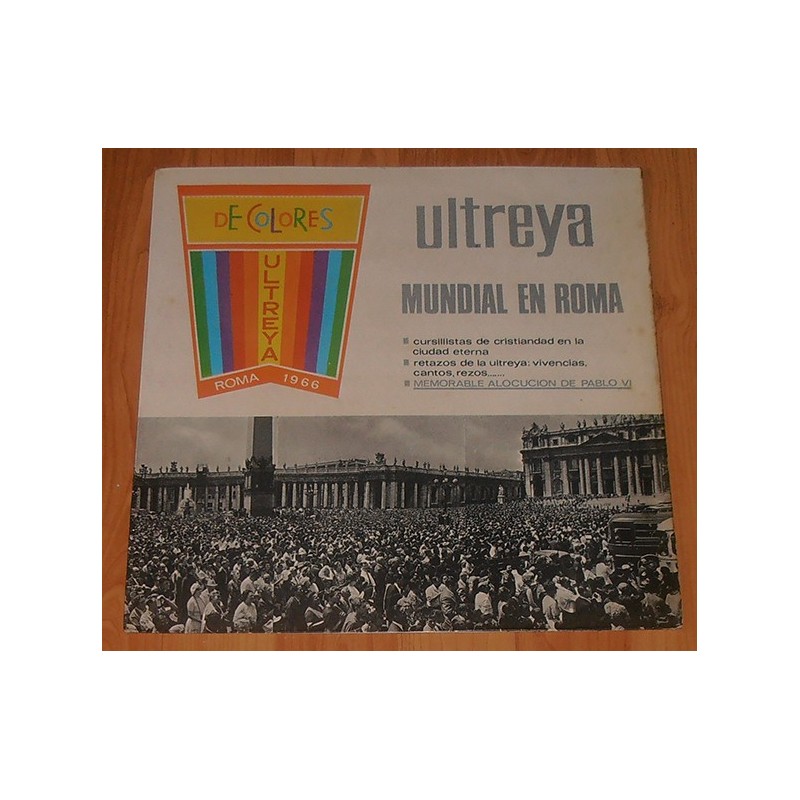 DE COLORES
ULTREYA
ROMA 1966
ultreya
MUNDIAL EN ROMA
cursillistas de cristiandad en la
ciudad eterna
retazos de la ultreya: vivencias,
cantos, rezos.......
MEMORABLE ALOCUCION DE PABLO VI